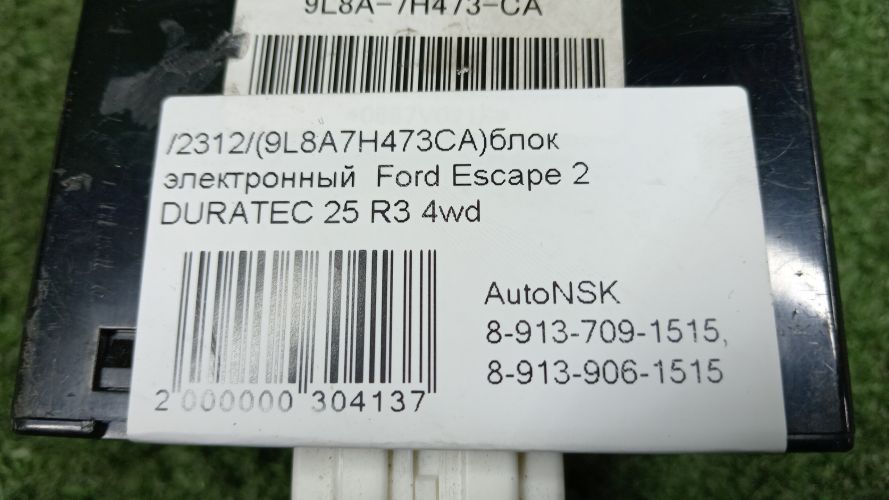 9L8A-7H473-CA
/2312/(9L8A7H473CA)блок
электронный Ford Escape 2
DURATEC 25 R3 4wd
AutoNSK
8-913-709-1515,
8-913-906-1515
2 000000 304137